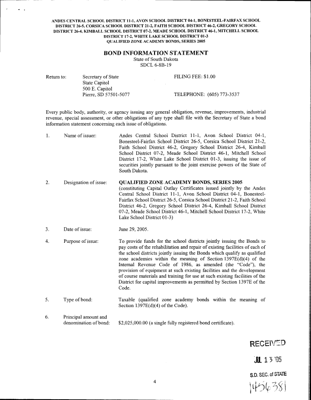 ANDES CENTRAL SCHOOL DISTRICT 11-1, AVON SCHOOL DISTRICT 04-1, BONESTEEL-FAIRFAX SCHOOL
DISTRICT 26-5, CORSICA SCHOOL DISTRICT 21-2, FAITH SCHOOL DISTRICT 46-2, GREGORY SCHOOL
DISTRICT 26-4, KIMBALL SCHOOL DISTRICT 07-2, MEADE SCHOOL DISTRICT 46-1, MITCHELL SCHOOL
DISTRICT 17-2, WHITE LAKE SCHOOL DISTRICT 01-3
QUALIFIED ZONE ACADEMY BONDS, SERIES 2005
BOND INFORMATION STATEMENT
State of South Dakota
SDCL 6-8B-19
Return to: Secretary of State FILING FEE: $1.00
State Capitol
500 E. Capitol
Pierre, SD 57501-5077 TELEPHONE: (605) 773-3537
Every public body, authority, or agency issuing any general obligation, revenue, improvements, industrial
revenue, special assessment, or other obligations of any type shall file with the Secretary of State a bond
information statement concerning each issue of obligations.
1. Name of issuer: Andes Central School District 11-1, Avon School District 04-1,
Bonesteel-Fairfax School District 26-5, Corsica School District 21-2,
Faith School District 46-2, Gregory School District 26-4, Kimball
School District 07-2, Meade School District 46-1, Mitchell School
District 17-2, White Lake School District 01-3, issuing the issue of
securities jointly pursuant to the joint exercise powers of the State of
South Dakota.
2. Designation of issue: QUALIFIED ZONE ACADEMY BONDS, SERIES 2005
(constituting Capital Outlay Certificates issued jointly by the Andes
Central School District 11-1, Avon School District 04-1, Bonesteel-
Fairfax School District 26-5, Corsica School District 21-2, Faith School
District 46-2, Gregory School District 26-4, Kimball School District
07-2, Meade School District 46-1, Mitchell School District 17-2, White
Lake School District 01-3)
3. Date of issue: June 29, 2005.
4. Purpose of issue: To provide funds for the school districts jointly issuing the Bonds to
pay costs of the rehabilitation and repair of existing facilities of each of
the school districts jointly issuing the Bonds which qualify as qualified
zone academies within the meaning of Section 1397E(d)(4) of the
Internal Revenue Code of 1986, as amended (the "Code"), the
provision of equipment at such existing facilities and the development
of course materials and training for use at such existing facilities of the
District for capital improvements as permitted by Section 1397E of the
Code.
5. Type of bond: Taxable (qualified zone academy bonds within the meaning of
Section 1397E(d)(4) of the Code).
6. Principal amount and
denomination of bond: $2,025,000.00 (a single fully registered bond certificate).
RECEIVED
JUL 13 '05
S.D. SEC. of STATE
1456381
4